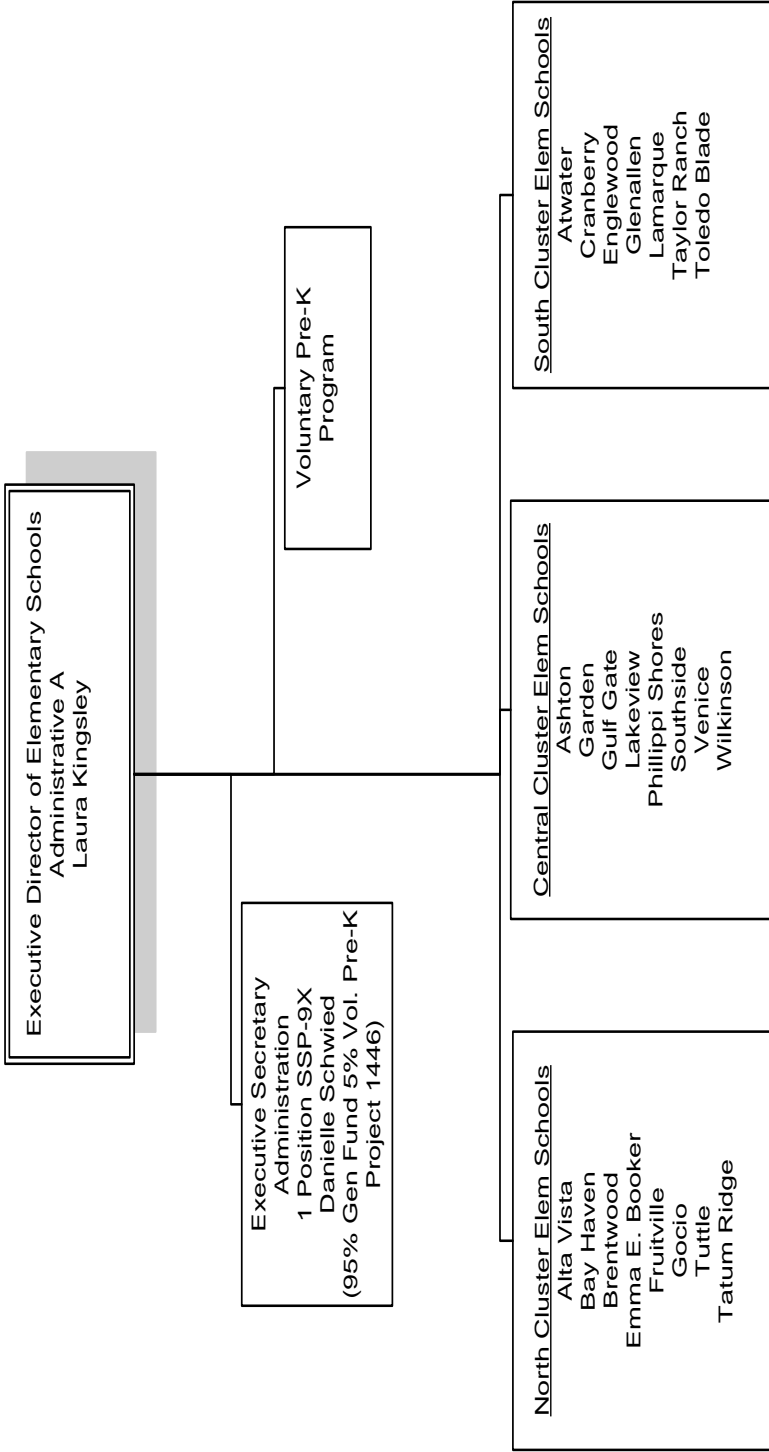 Executive Director of Elementary Schools
Administrative A
Laura Kingsley
Executive Secretary
Administration
1 Position SSP-9X
Danielle Schwied
(95% Gen Fund 5% Vol. Pre-K
Project 1446)
Voluntary Pre-K
Program
North Cluster Elem Schools
Alta Vista
Bay Haven
Brentwood
Emma E. Booker
Fruitville
Gocio
Tuttle
Tatum Ridge
Central Cluster Elem Schools
Ashton
Garden
Gulf Gate
Lakeview
Phillippi Shores
Southside
Venice
Wilkinson
South Cluster Elem Schools
Atwater
Cranberry
Englewood
Glenallen
Lamarque
Taylor Ranch
Toledo Blade